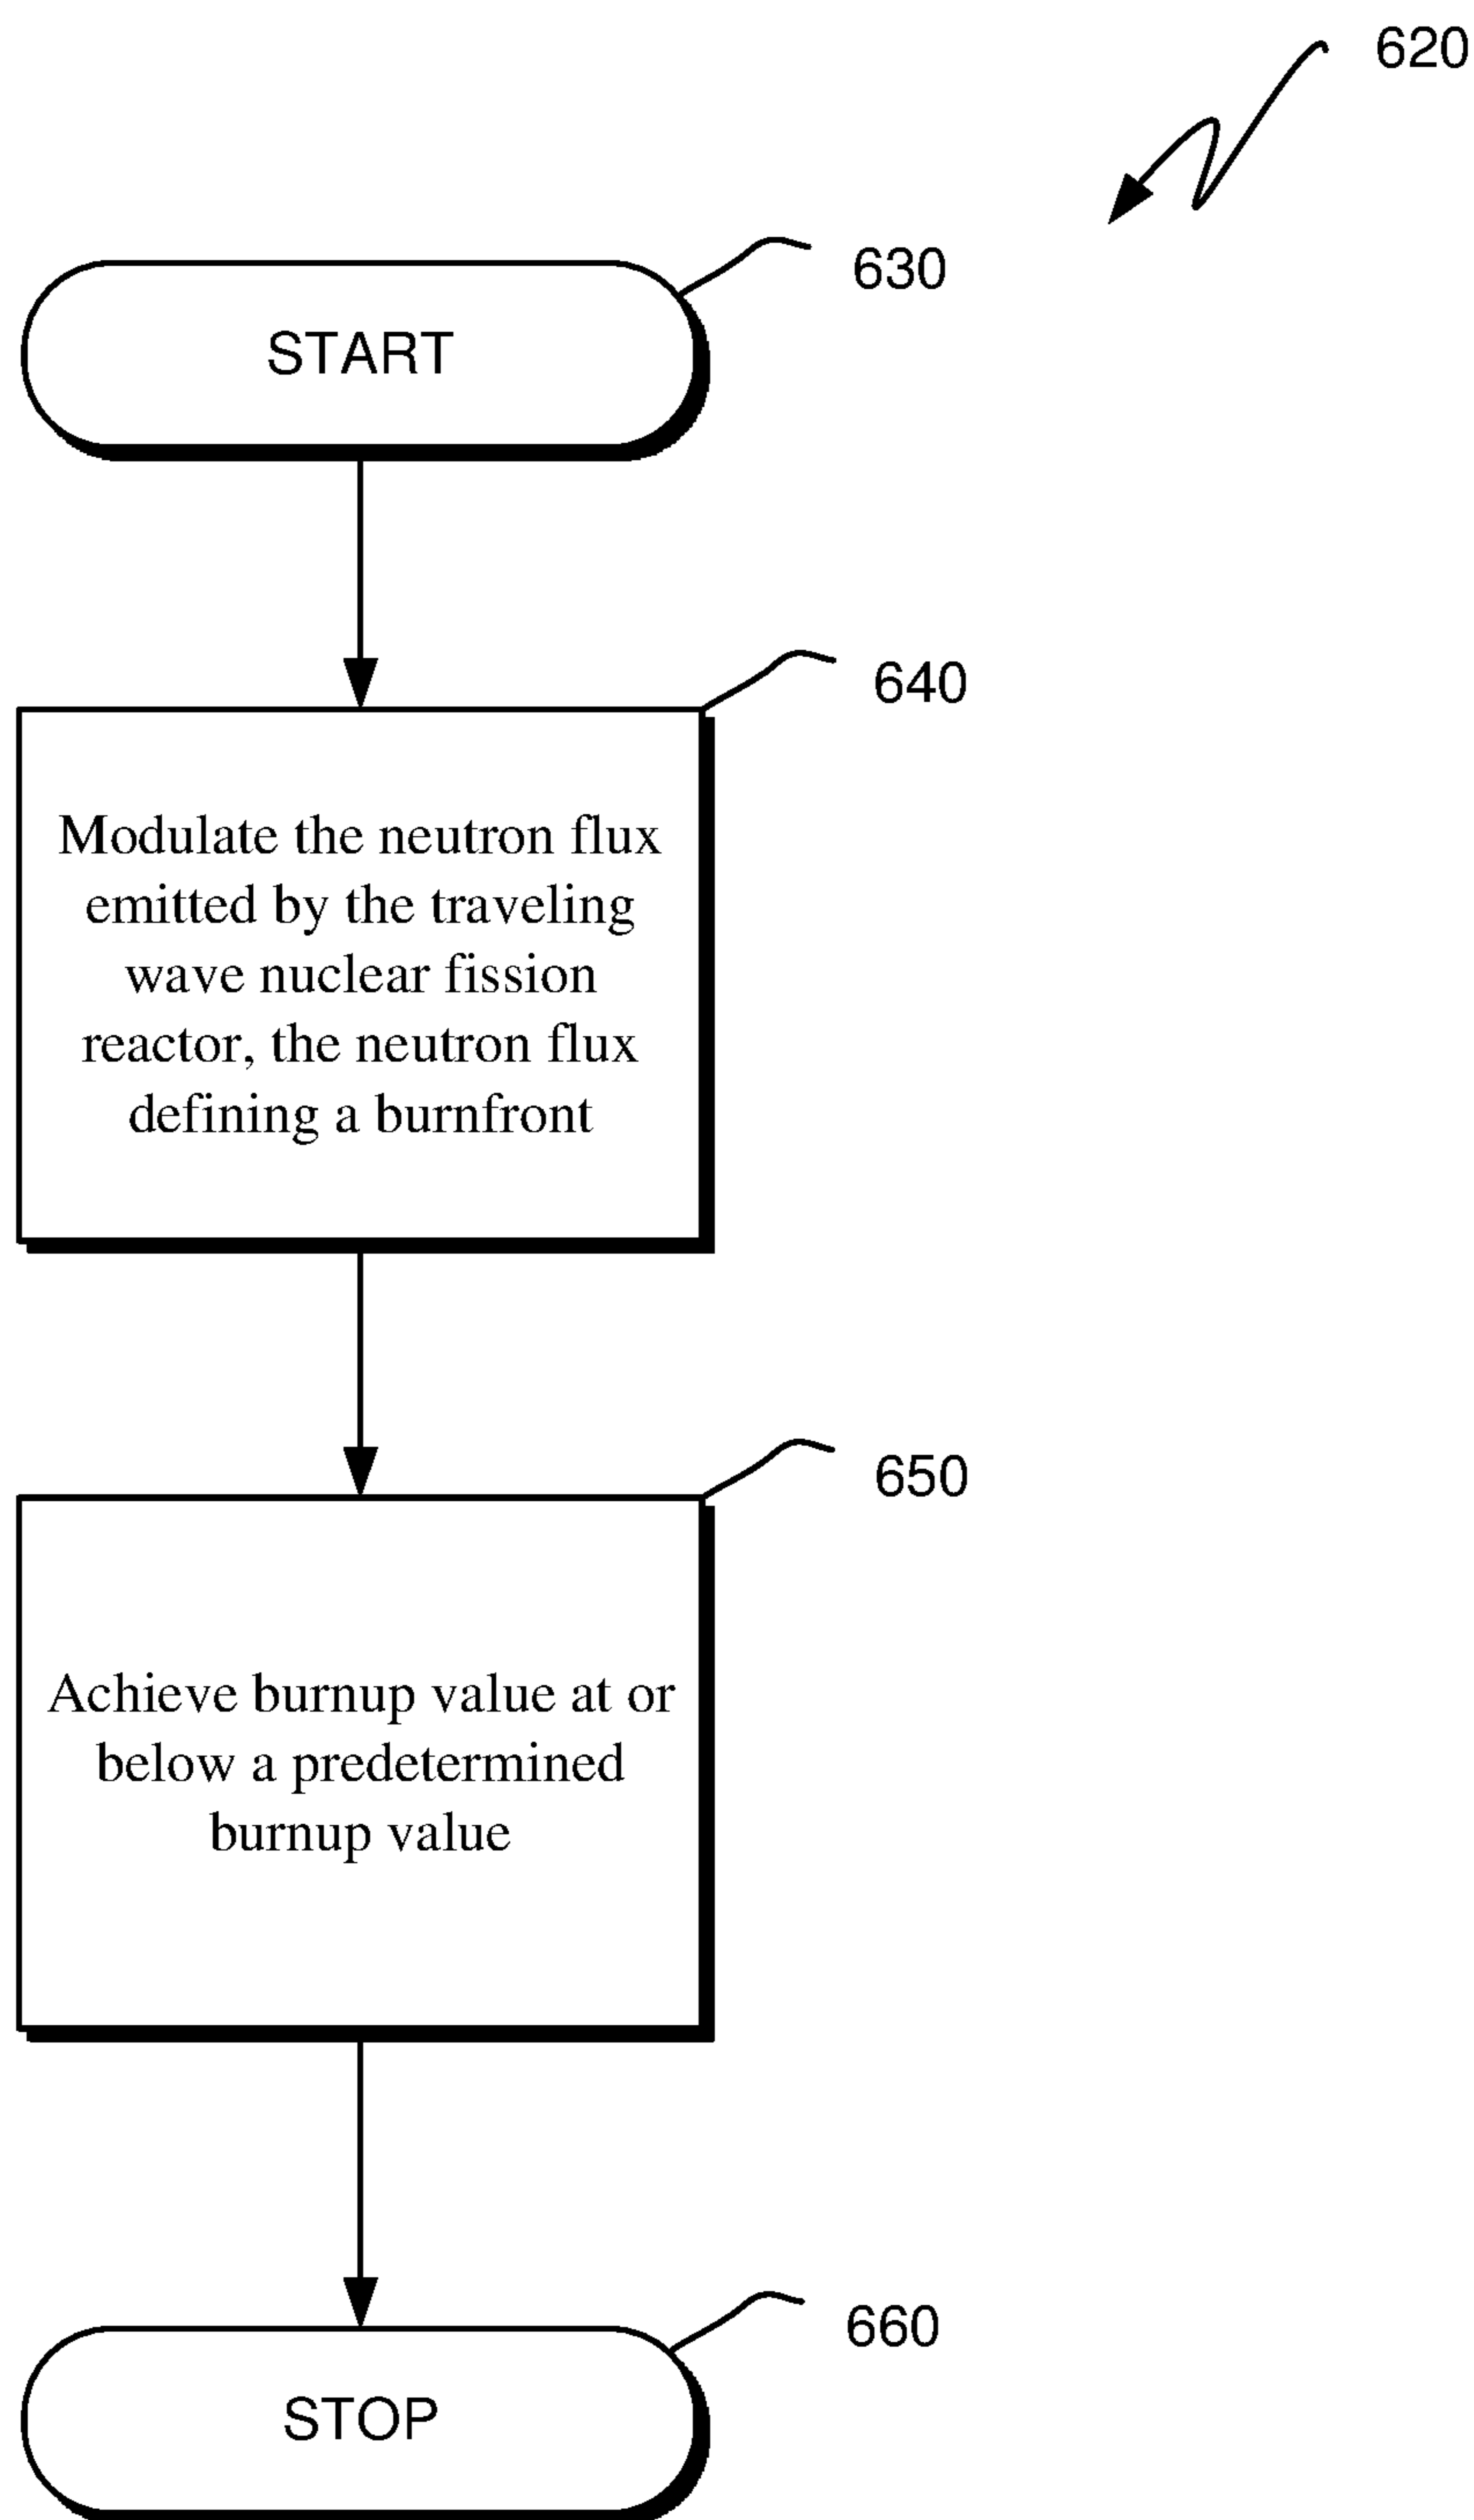 620
630
START
640
Modulate the neutron flux
emitted by the traveling
wave nuclear fission
reactor, the neutron flux
defining a burnfront
650
Achieve burnup value at or
below a predetermined
burnup value
660
STOP